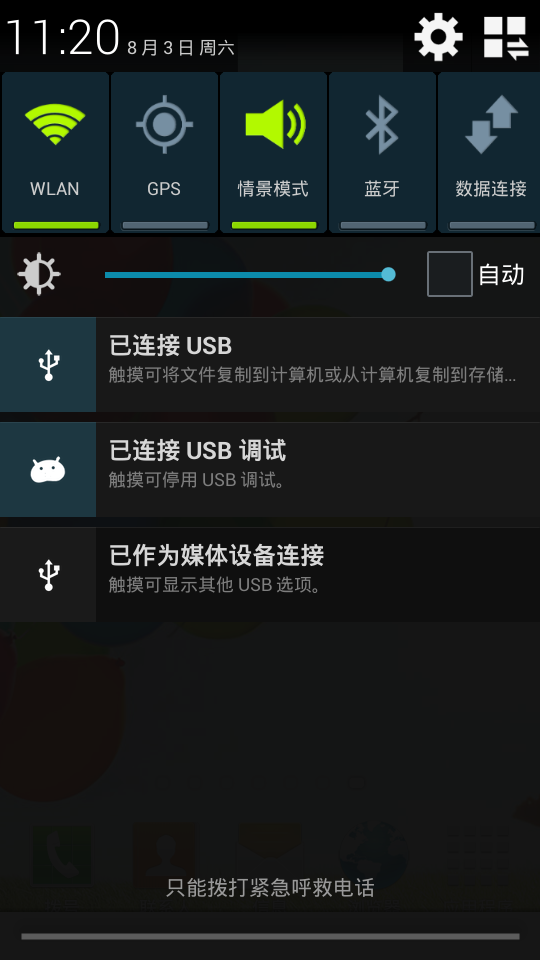 11:20 8月3日 周六
WLAN GPS 情景模式 蓝牙 数据连接
自动
已连接 USB
触摸可将文件复制到计算机或从计算机复制到存储...
已连接 USB 调试
触摸可停用 USB 调试。
已作为媒体设备连接
触摸可显示其他 USB 选项。
只能拨打紧急呼救电话